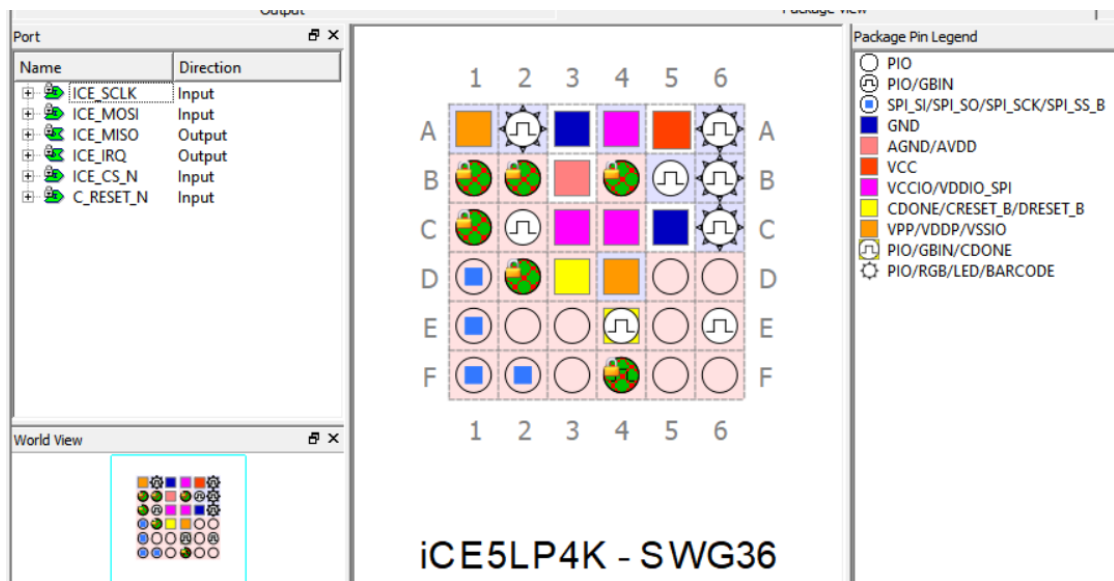 Output
Package View
Port
Name Direction
ICE_SCLK Input
ICE_MOSI Input
ICE_MISO Output
ICE_IRQ Output
ICE_CS_N Input
C_RESET_N Input
World View
1 2 3 4 5 6
A A
B B
C C
D D
E E
F F
1 2 3 4 5 6
iCE5LP4K - SWG36
Package Pin Legend
PIO
PIO/GBIN
SPI_SI/SPI_SO/SPI_SCK/SPI_SS_B
GND
AGND/AVDD
VCC
VCCIO/VDDIO_SPI
CDONE/CRESET_B/DRESET_B
VPP/VDDP/VSSIO
PIO/GBIN/CDONE
PIO/RGB/LED/BARCODE